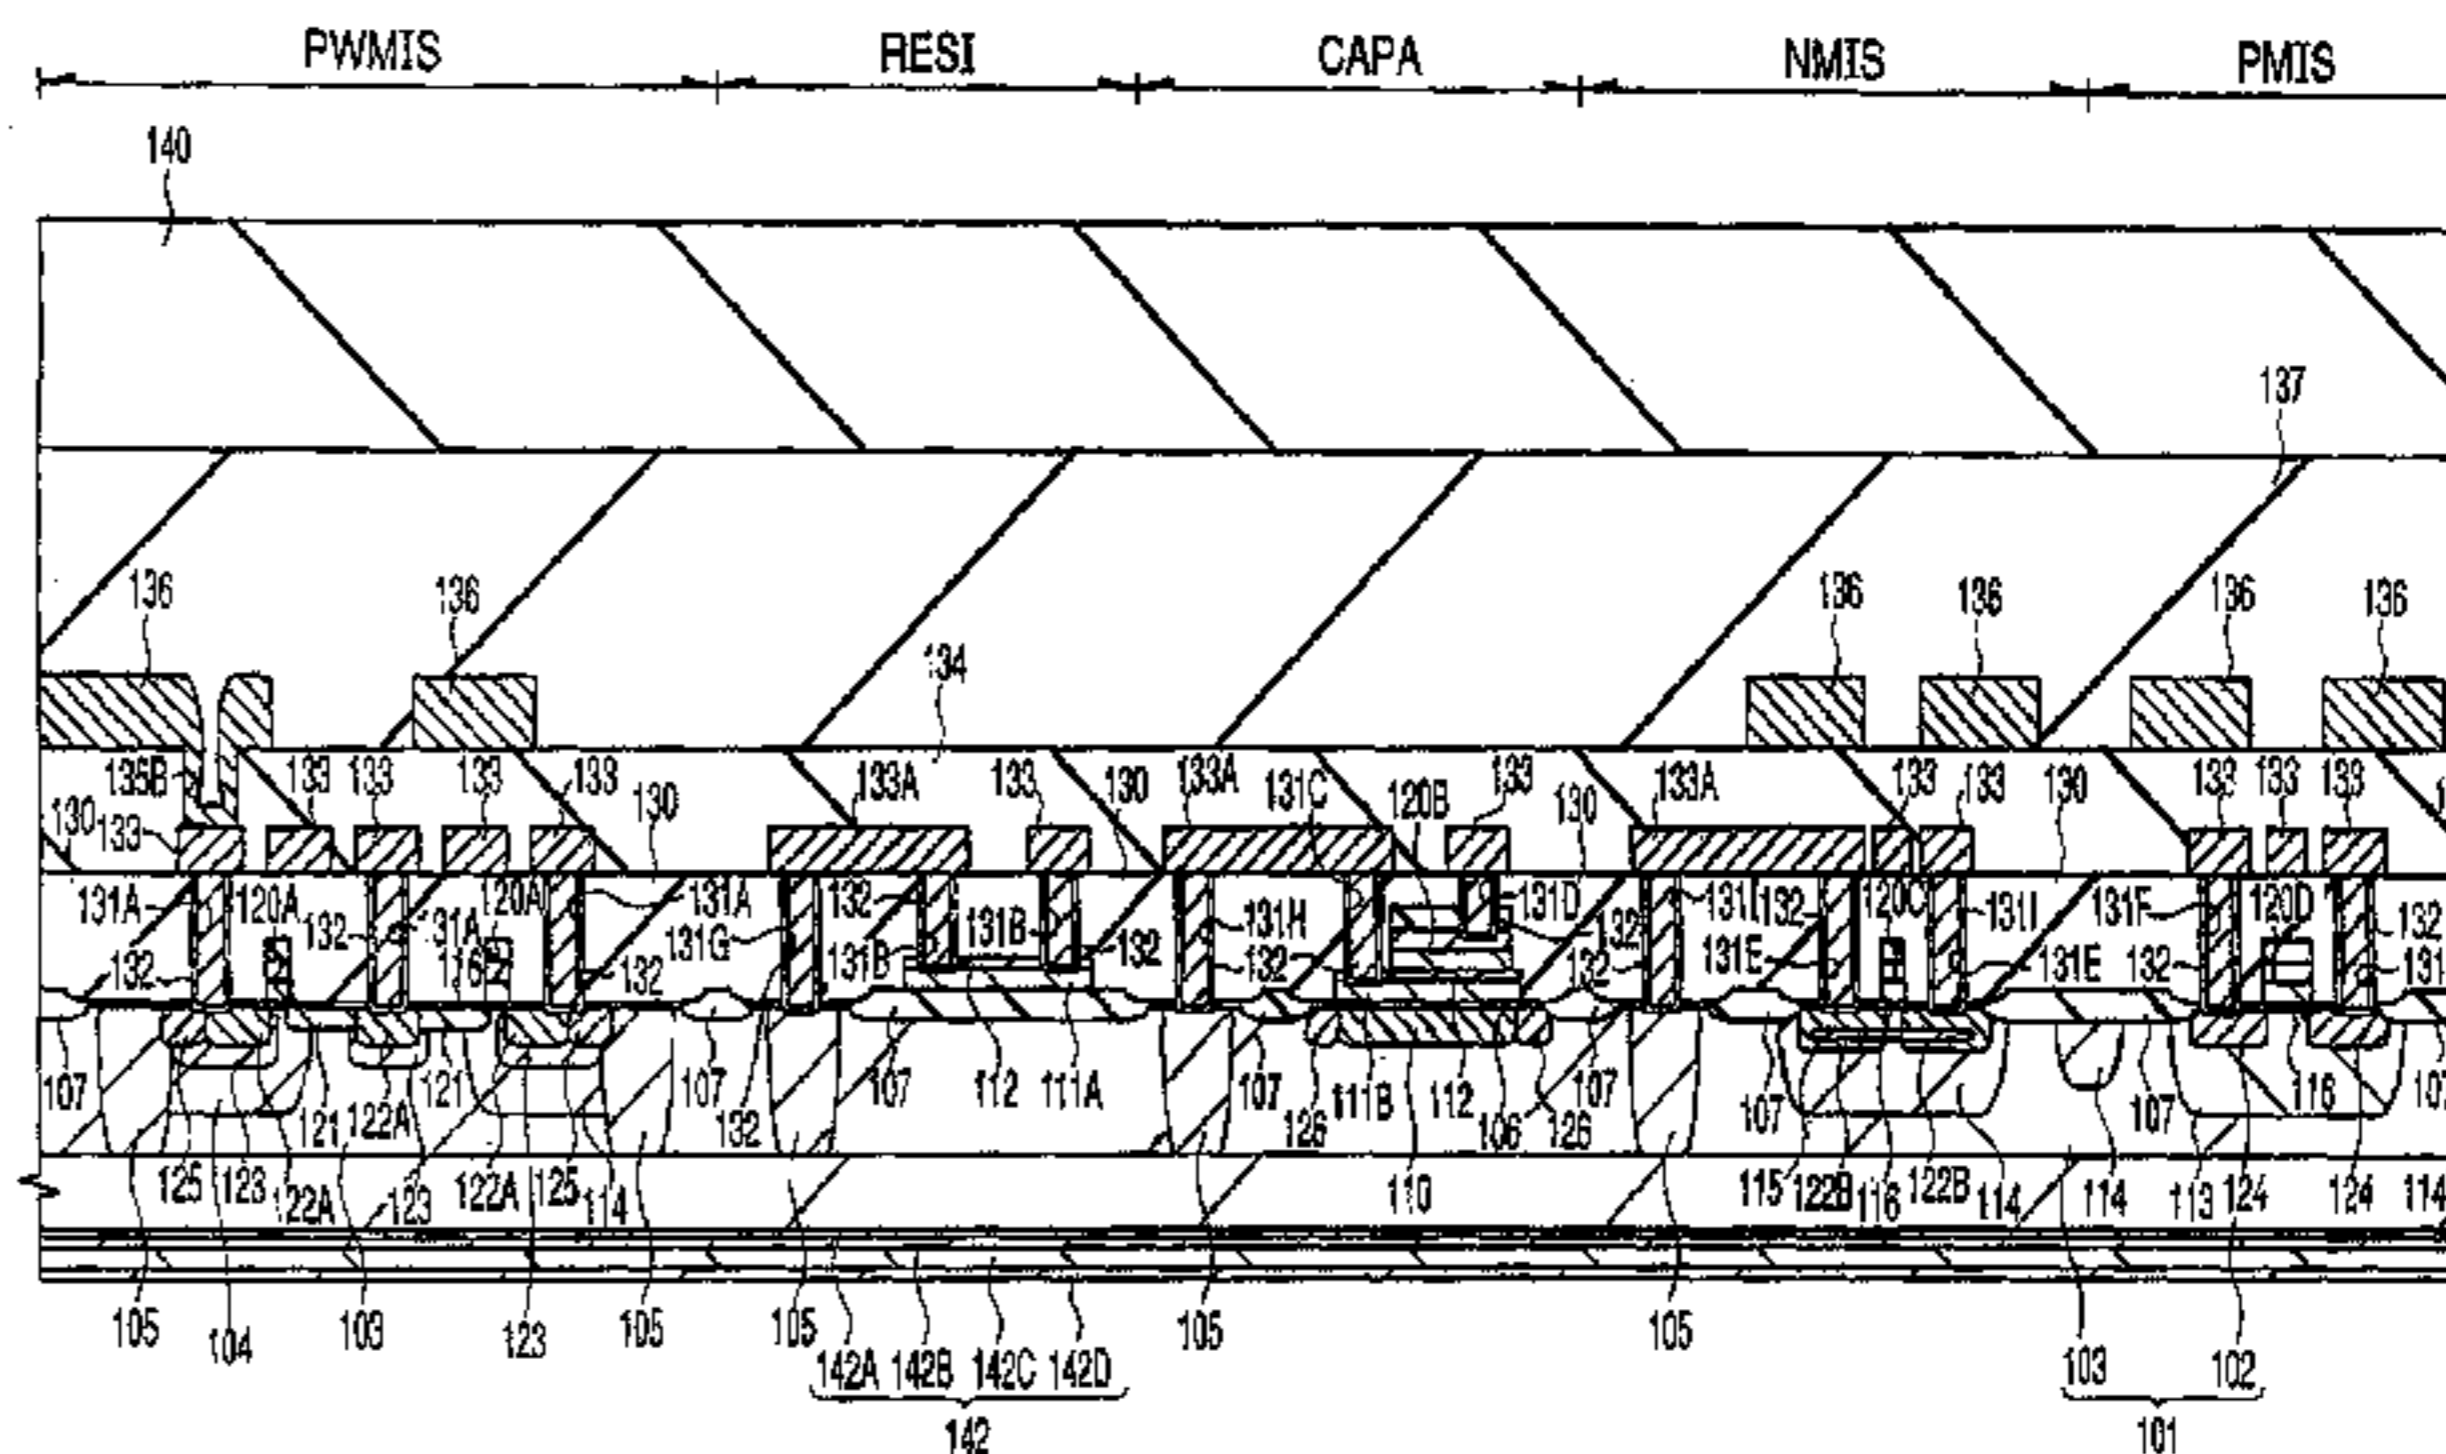 PWMIS RESI CAPA NMIS PMIS
140
137
136 136 136 136 136 136
134
135B 133 133 133 133 133A 133 130 133A 131C 120B 133 130 133A 133 133 130 133 133 133
130 133 130
131A 120A 132 131A 120A 131A 131G 132 131B 131B 132 131H 132 131D 132 131I 132 120C 131I 131F 120D 132
132 116 132 132 131E 131E 132 131
107 121 122A 121 107 132 107 112 111A 107 126 111B 112 106 126 107 107 107 116 107
125 123 122A 123 122A 125 114 110 115 122B 116 122B 114 114 113 124 124 114
105 104 103 123 105 105 105 105
142A 142B 142C 142D 103 102
142 101